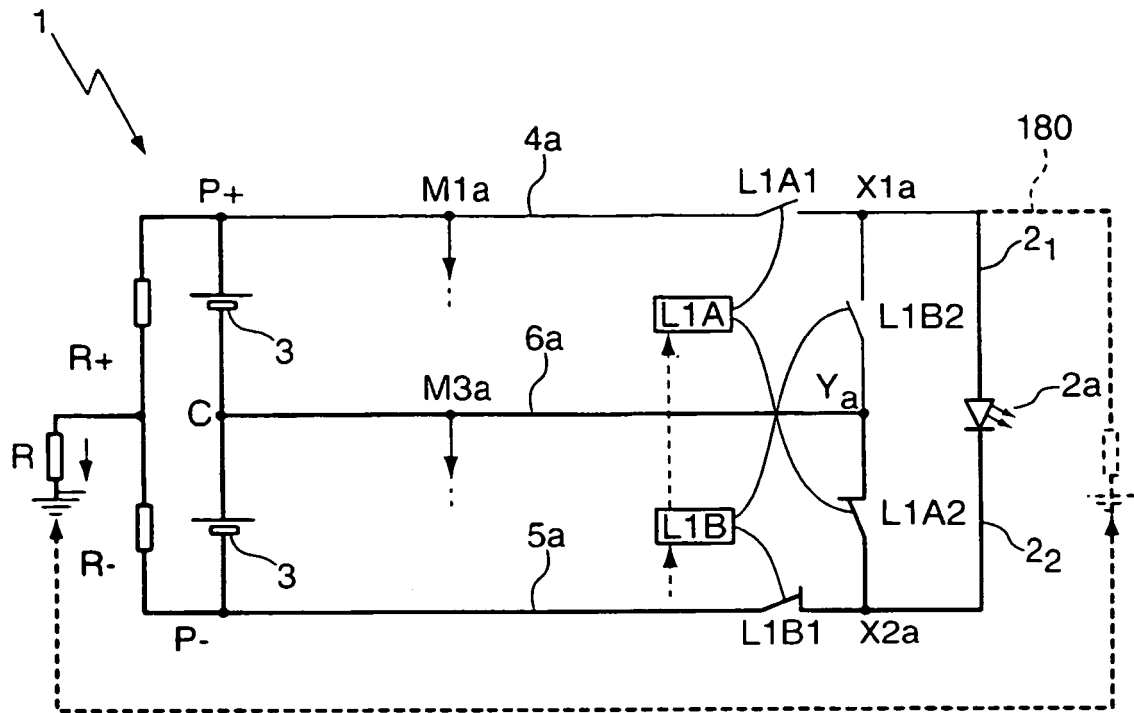 1
4a
180
P+
M1a
L1A1
X1a
2₁
L1A
L1B2
3
R+
6a
C
M3a
Yₐ
2a
R
L1B
L1A2
R-
3
5a
2₂
P-
L1B1
X2a